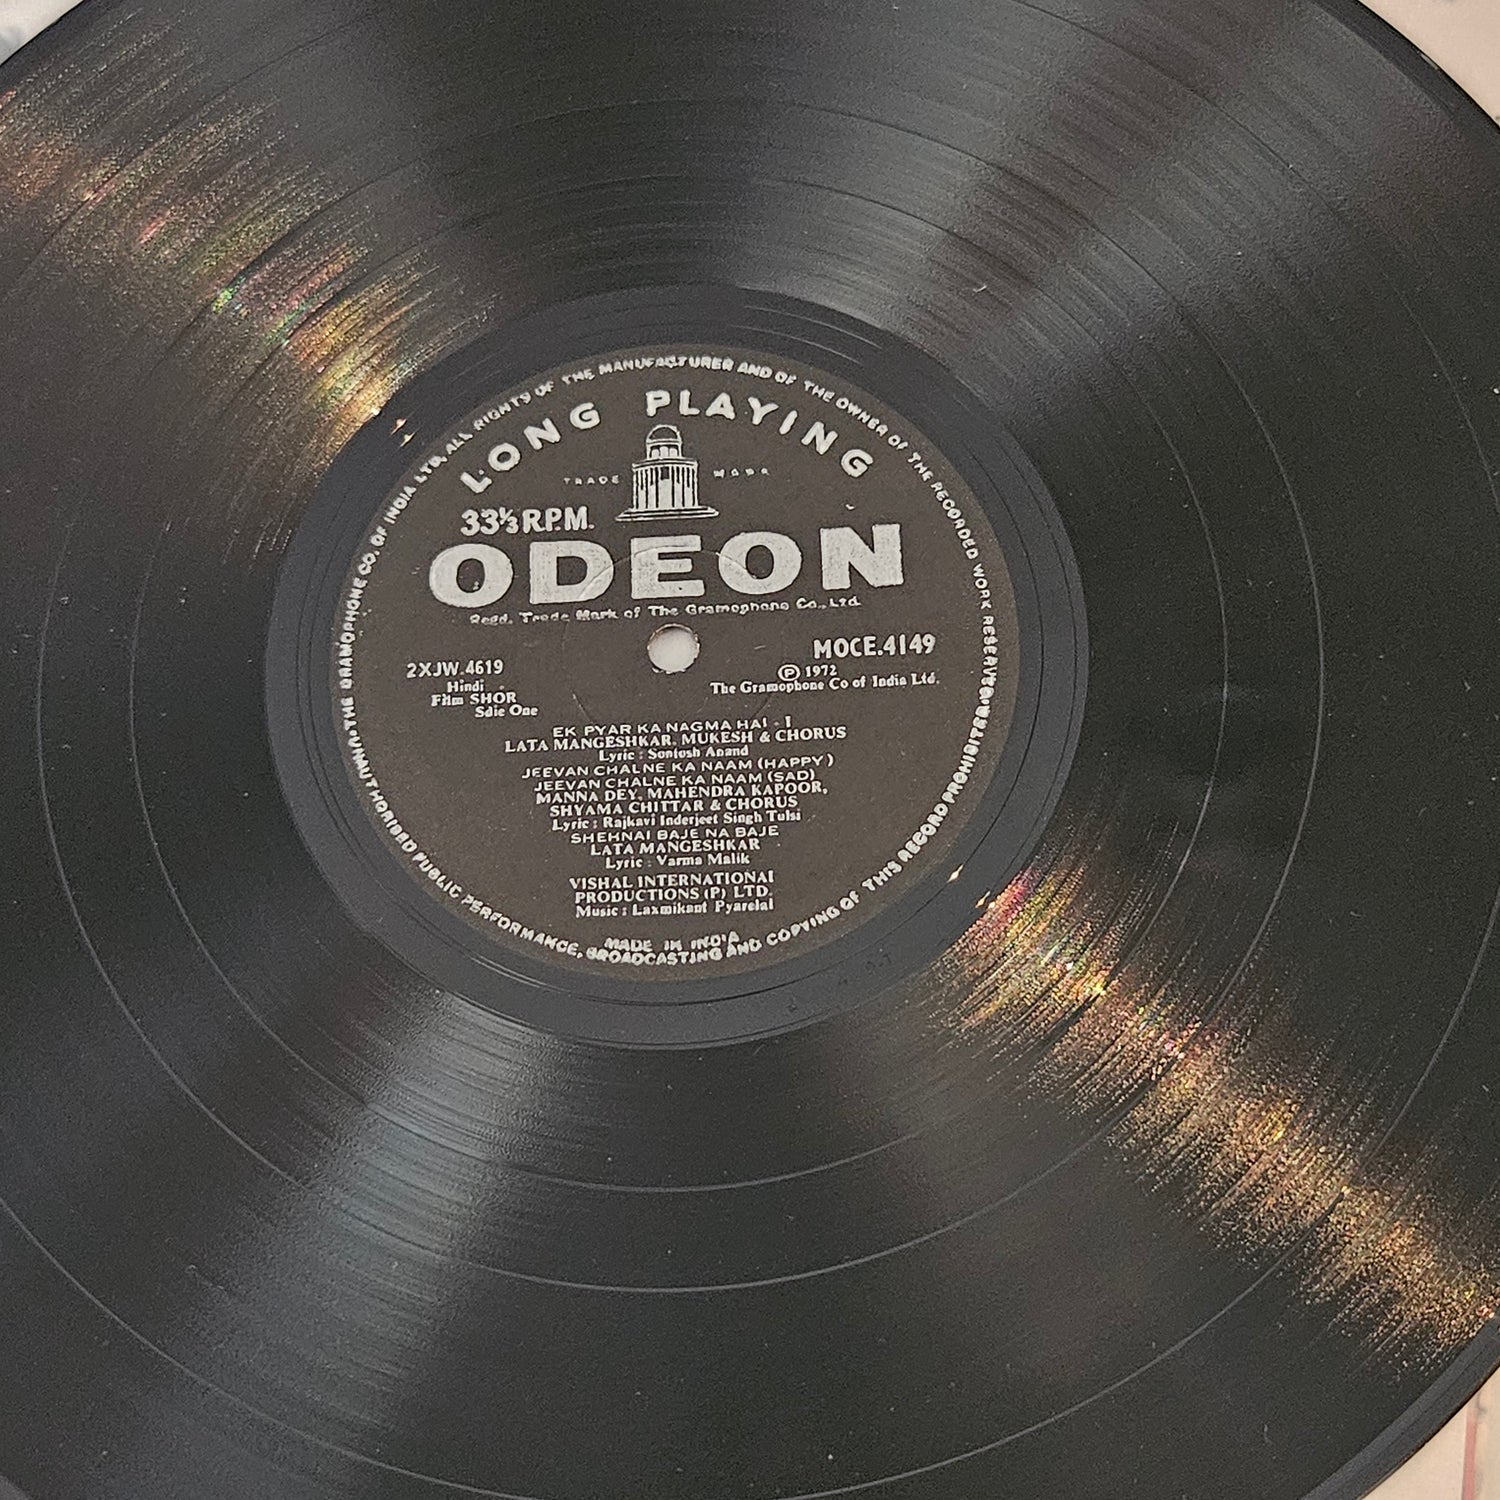 THE GRAMOPHONE CO. OF INDIA LTD. ALL RIGHTS OF THE MANUFACTURER AND OF THE OWNER OF THE RECORDED WORK RESERVED. UNAUTHORISED PUBLIC PERFORMANCE, BROADCASTING AND COPYING OF THIS RECORD PROHIBITED
LONG PLAYING
TRADE MARK
33⅓ R.P.M.
ODEON
Regd. Trade Mark of The Gramophone Co., Ltd.
MOCE.4149
2XJW.4619
Ⓟ 1972
Hindi
The Gramophone Co of India Ltd.
Film SHOR
Sdie One
EK PYAR KA NAGMA HAI - I
LATA MANGESHKAR, MUKESH & CHORUS
Lyric : Santosh Anand
JEEVAN CHALNE KA NAAM (HAPPY)
JEEVAN CHALNE KA NAAM (SAD)
MANNA DEY, MAHENDRA KAPOOR,
SHYAMA CHITTAR & CHORUS
Lyric : Rajkavi Inderjeet Singh Tulsi
SHEHNAI BAJE NA BAJE
LATA MANGESHKAR
Lyric : Varma Malik
VISHAL INTERNATIONAL
PRODUCTIONS (P) LTD.
Music : Laxmikant Pyarelal
MADE IN INDIA